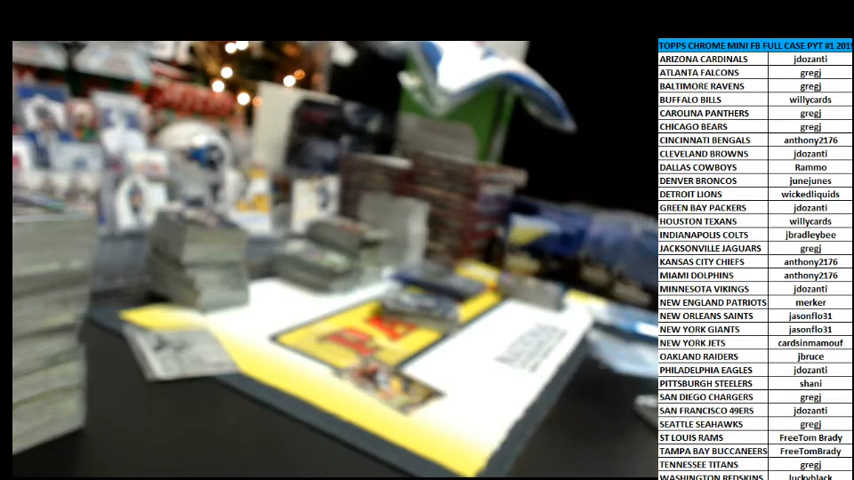 TOPPS CHROME MINI FB FULL CASE PYT #1 201
ARIZONA CARDINALS jdozanti
ATLANTA FALCONS gregj
BALTIMORE RAVENS gregj
BUFFALO BILLS willycards
CAROLINA PANTHERS gregj
CHICAGO BEARS gregj
CINCINNATI BENGALS anthony2176
CLEVELAND BROWNS jdozanti
DALLAS COWBOYS Rammo
DENVER BRONCOS junejunes
DETROIT LIONS wickedliquids
GREEN BAY PACKERS jdozanti
HOUSTON TEXANS willycards
INDIANAPOLIS COLTS jbradleybee
JACKSONVILLE JAGUARS gregj
KANSAS CITY CHIEFS anthony2176
MIAMI DOLPHINS anthony2176
MINNESOTA VIKINGS jdozanti
NEW ENGLAND PATRIOTS merker
NEW ORLEANS SAINTS jasonflo31
NEW YORK GIANTS jasonflo31
NEW YORK JETS cardsinmamouf
OAKLAND RAIDERS jbruce
PHILADELPHIA EAGLES jdozanti
PITTSBURGH STEELERS shani
SAN DIEGO CHARGERS gregj
SAN FRANCISCO 49ERS jdozanti
SEATTLE SEAHAWKS gregj
ST LOUIS RAMS FreeTom Brady
TAMPA BAY BUCCANEERS FreeTomBrady
TENNESSEE TITANS gregj
WASHINGTON REDSKINS luckyblack